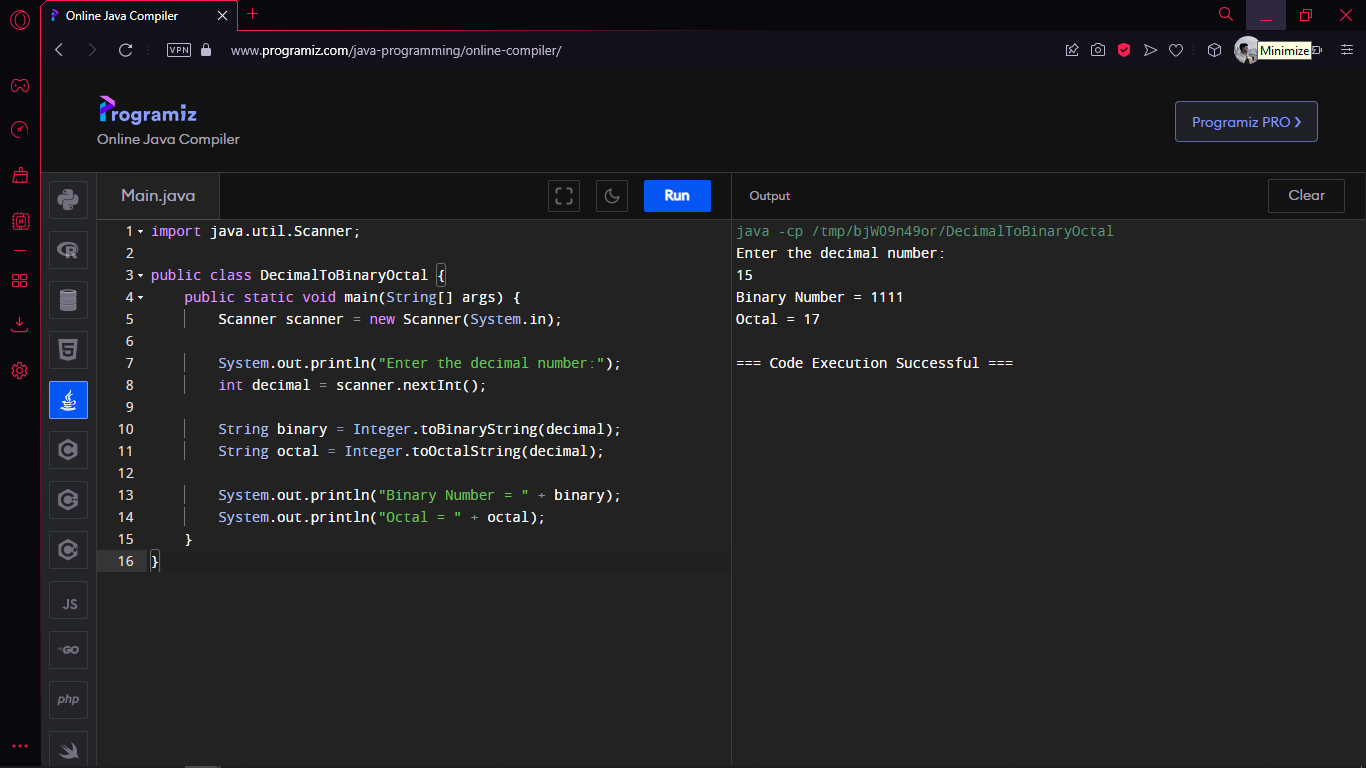 Online Java Compiler
VPN
www.programiz.com/java-programming/online-compiler/
Minimize
Programiz
Online Java Compiler
Programiz PRO ❯
Main.java
Run
Output
Clear
1 import java.util.Scanner;
2
3 public class DecimalToBinaryOctal {
4 public static void main(String[] args) {
5 Scanner scanner = new Scanner(System.in);
6
7 System.out.println("Enter the decimal number:");
8 int decimal = scanner.nextInt();
9
10 String binary = Integer.toBinaryString(decimal);
11 String octal = Integer.toOctalString(decimal);
12
13 System.out.println("Binary Number = " + binary);
14 System.out.println("Octal = " + octal);
15 }
16 }
java -cp /tmp/bjWO9n49or/DecimalToBinaryOctal
Enter the decimal number:
15
Binary Number = 1111
Octal = 17
=== Code Execution Successful ===
JS
GO
php